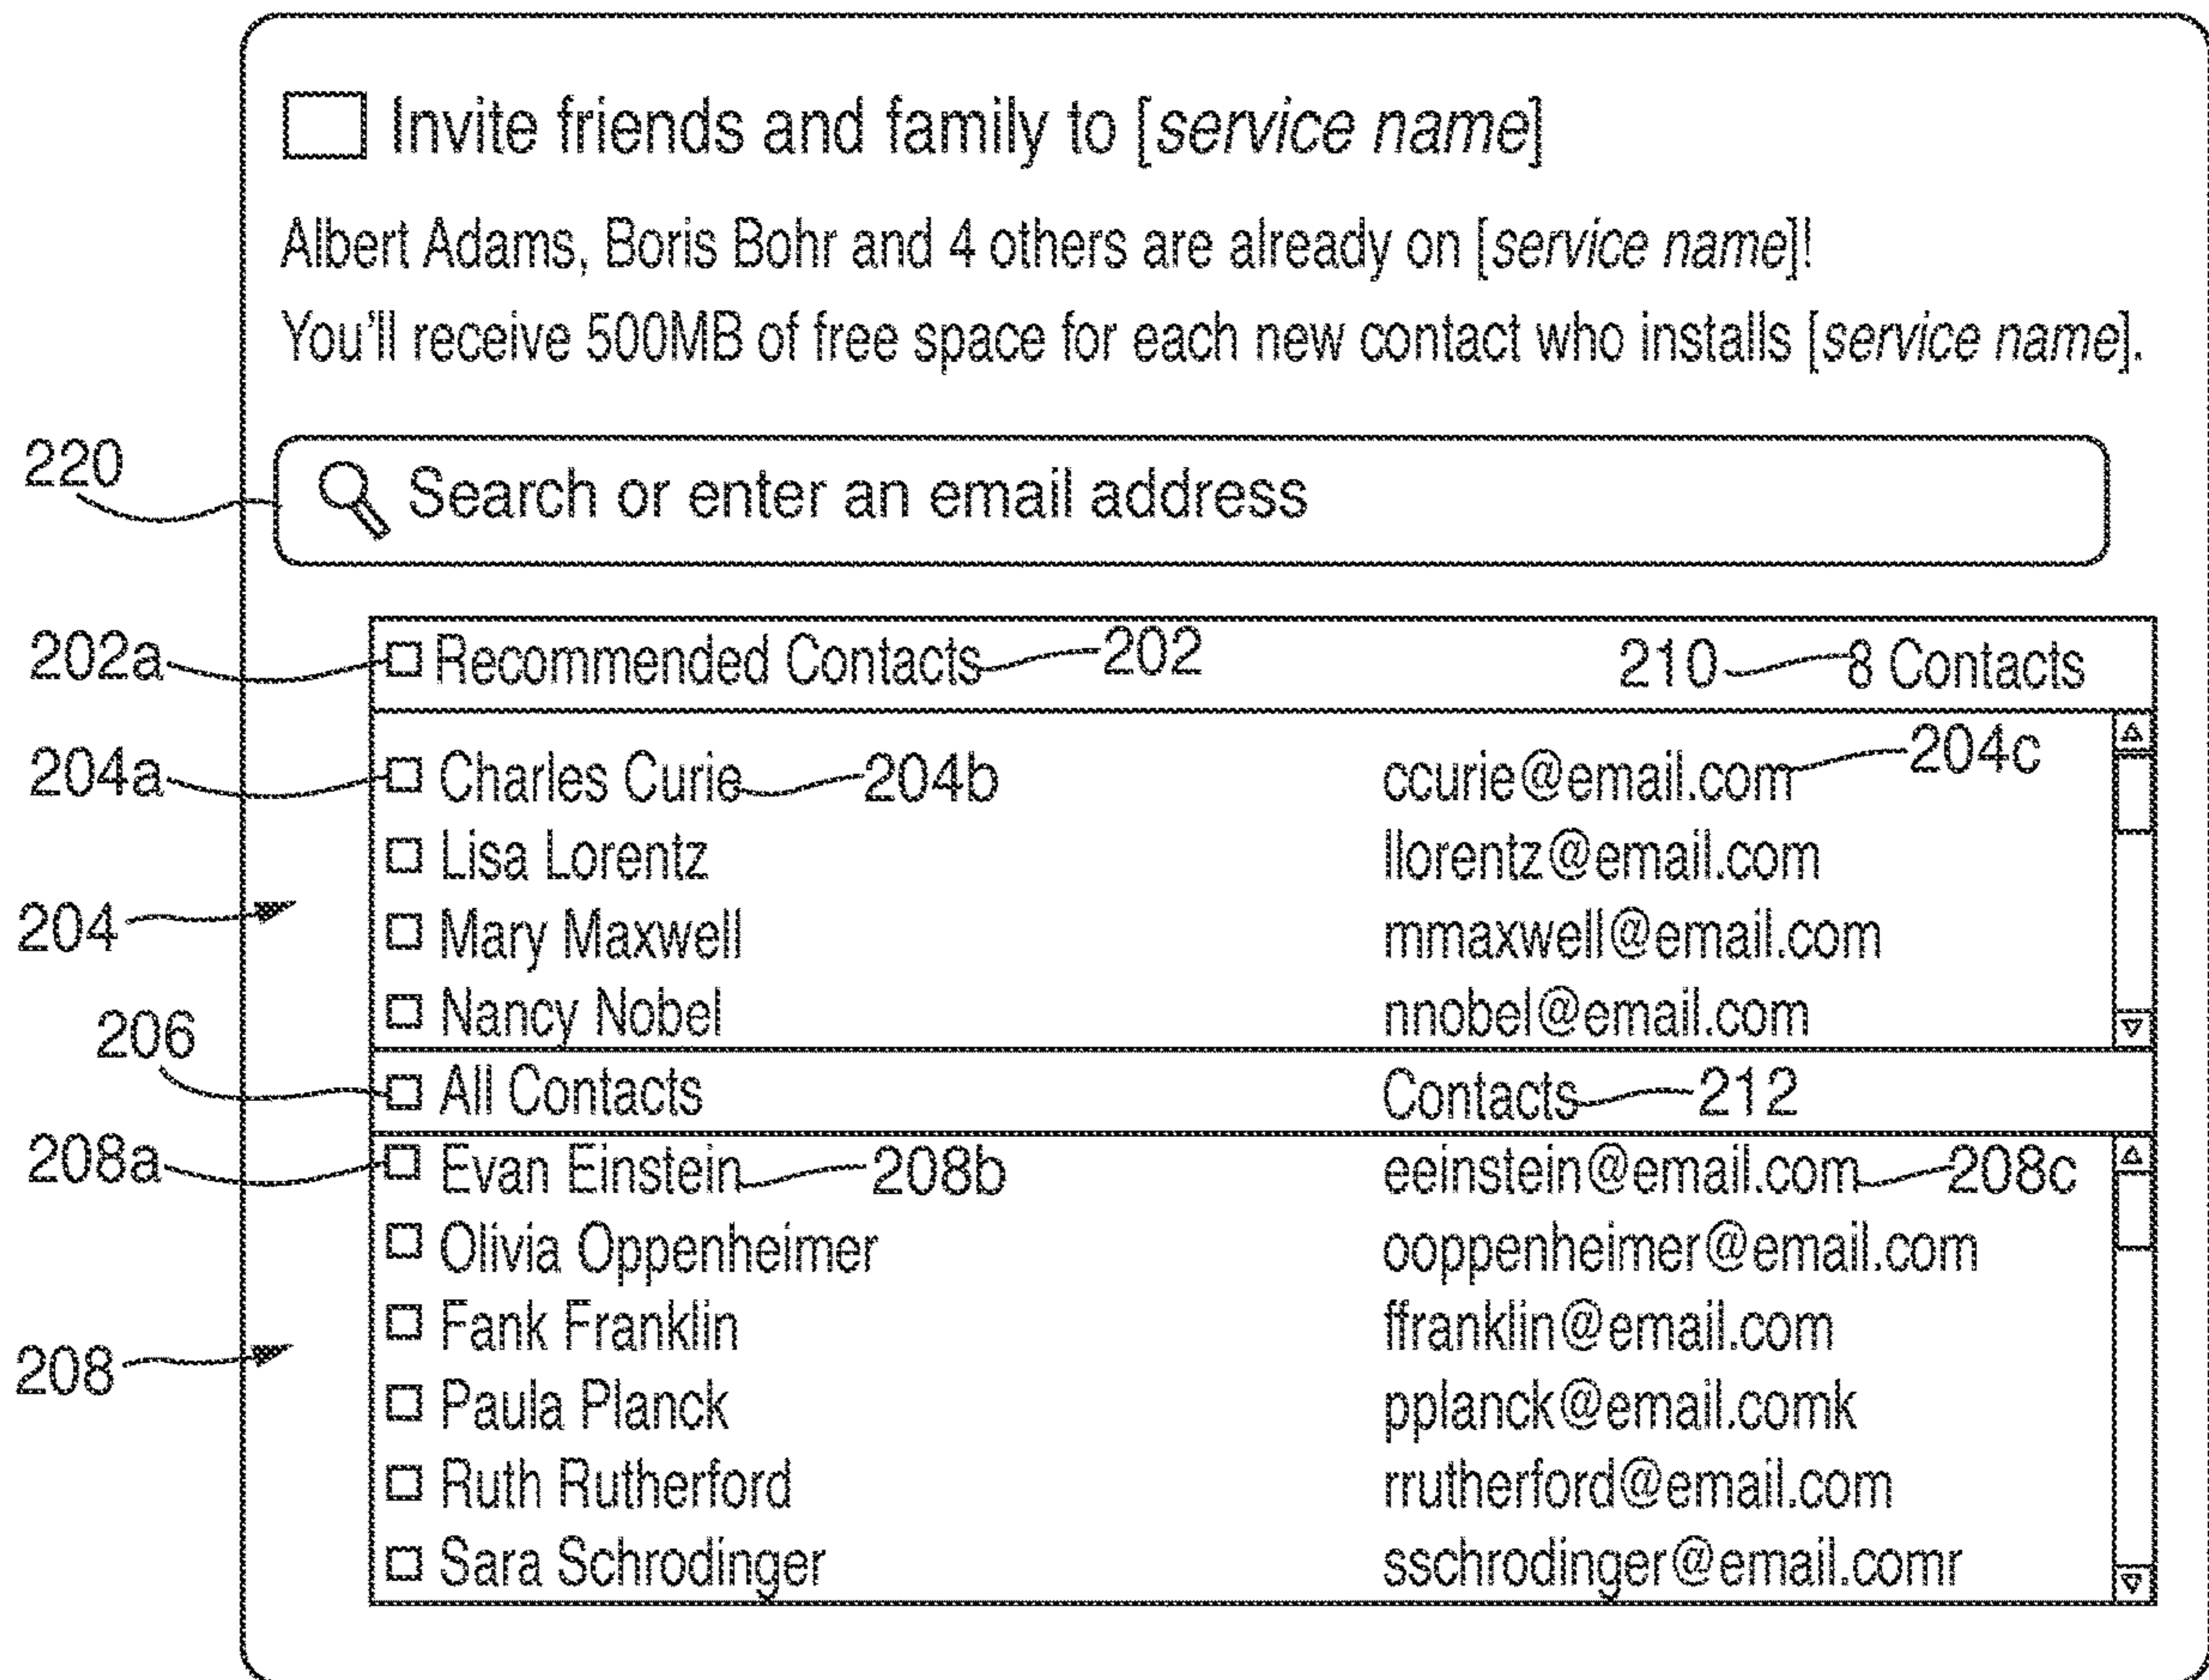 Invite friends and family to [service name]
Albert Adams, Boris Bohr and 4 others are already on [service name]!
You'll receive 500MB of free space for each new contact who installs [service name].
220
Search or enter an email address
202a Recommended Contacts 202 210 8 Contacts
204a Charles Curie 204b ccurie@email.com 204c
Lisa Lorentz llorentz@email.com
204 Mary Maxwell mmaxwell@email.com
Nancy Nobel nnobel@email.com
206 All Contacts Contacts 212
208a Evan Einstein 208b eeinstein@email.com 208c
Olivia Oppenheimer ooppenheimer@email.com
Fank Franklin ffranklin@email.com
208 Paula Planck pplanck@email.comk
Ruth Rutherford rrutherford@email.com
Sara Schrodinger sschrodinger@email.comr